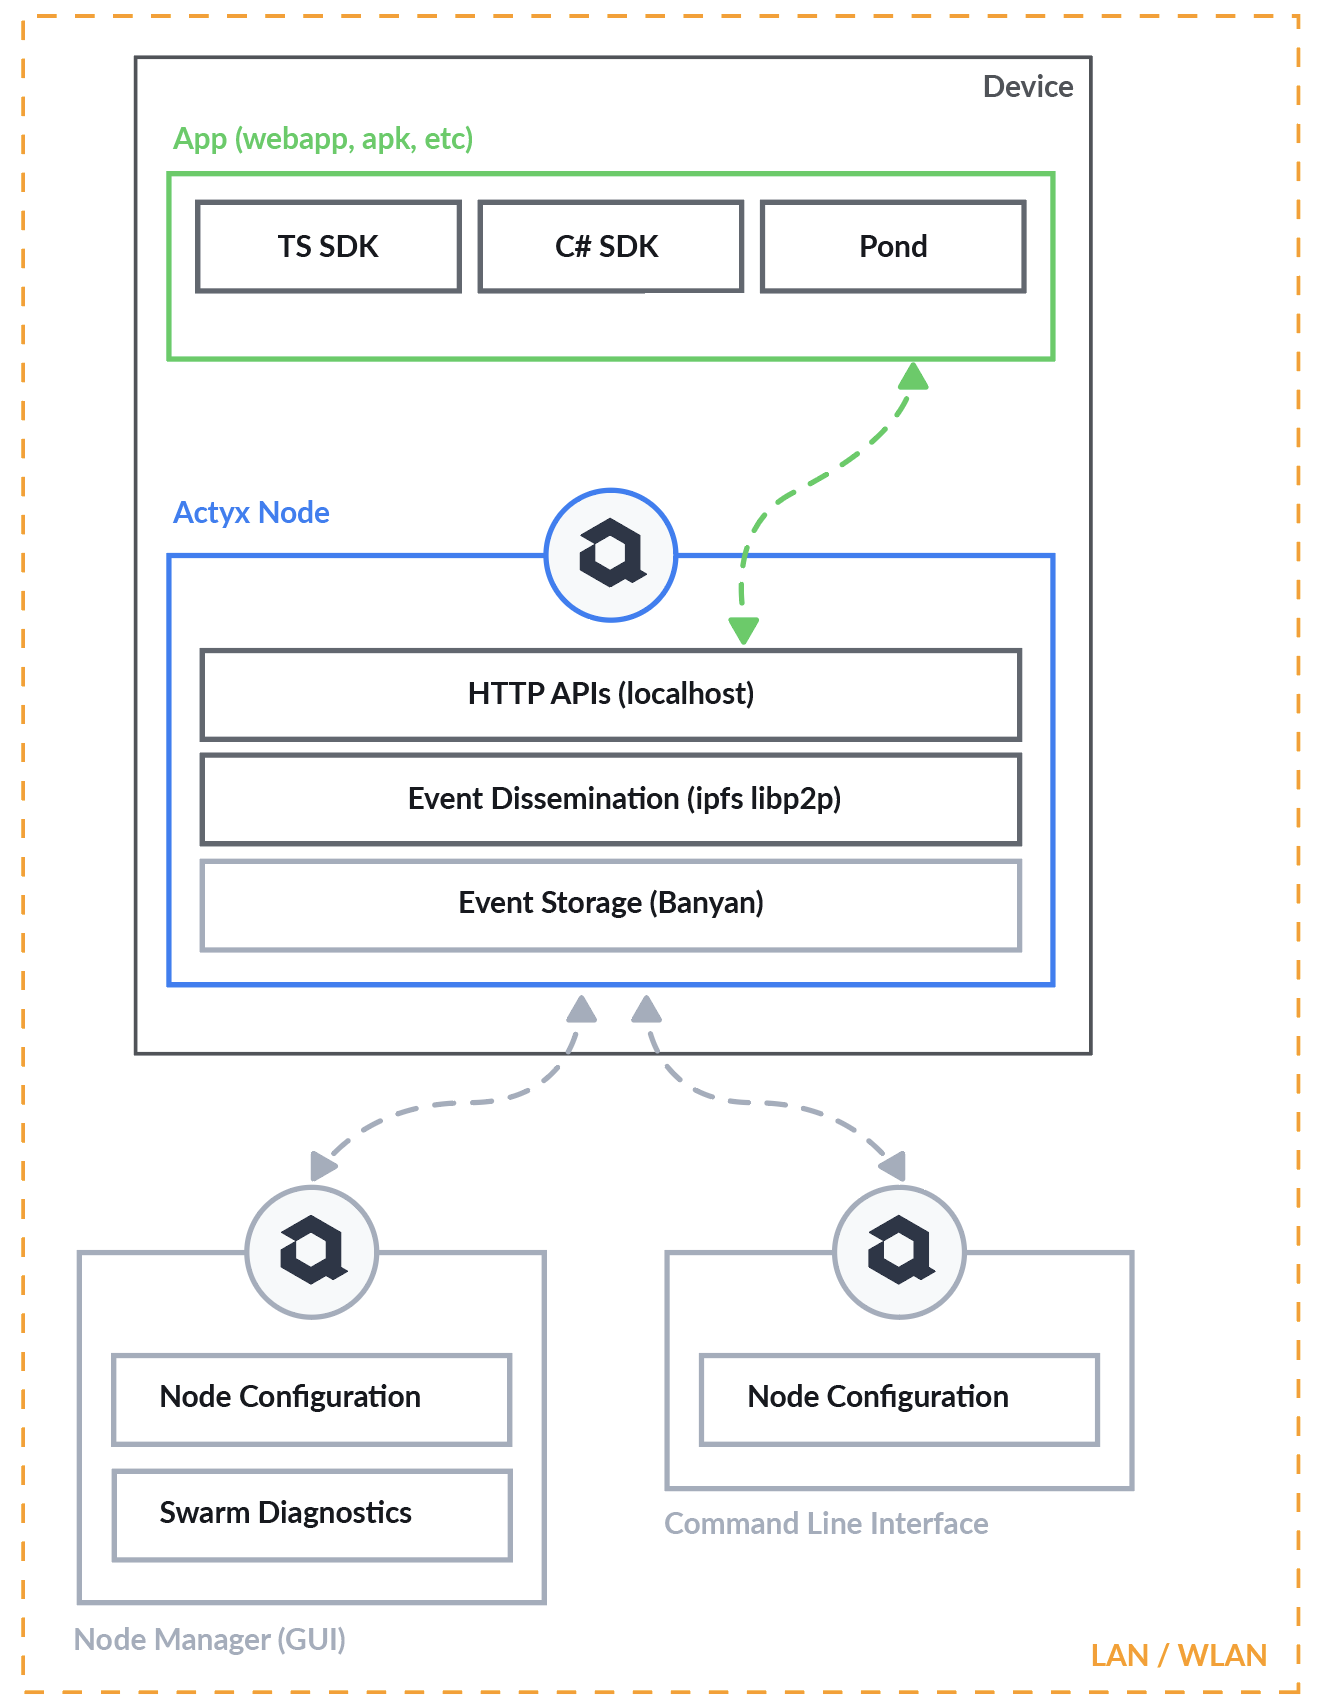 Device
App (webapp, apk, etc)
TS SDK
C# SDK
Pond
Actyx Node
HTTP APIs (localhost)
Event Dissemination (ipfs libp2p)
Event Storage (Banyan)
Node Configuration
Swarm Diagnostics
Node Manager (GUI)
Node Configuration
Command Line Interface
LAN / WLAN